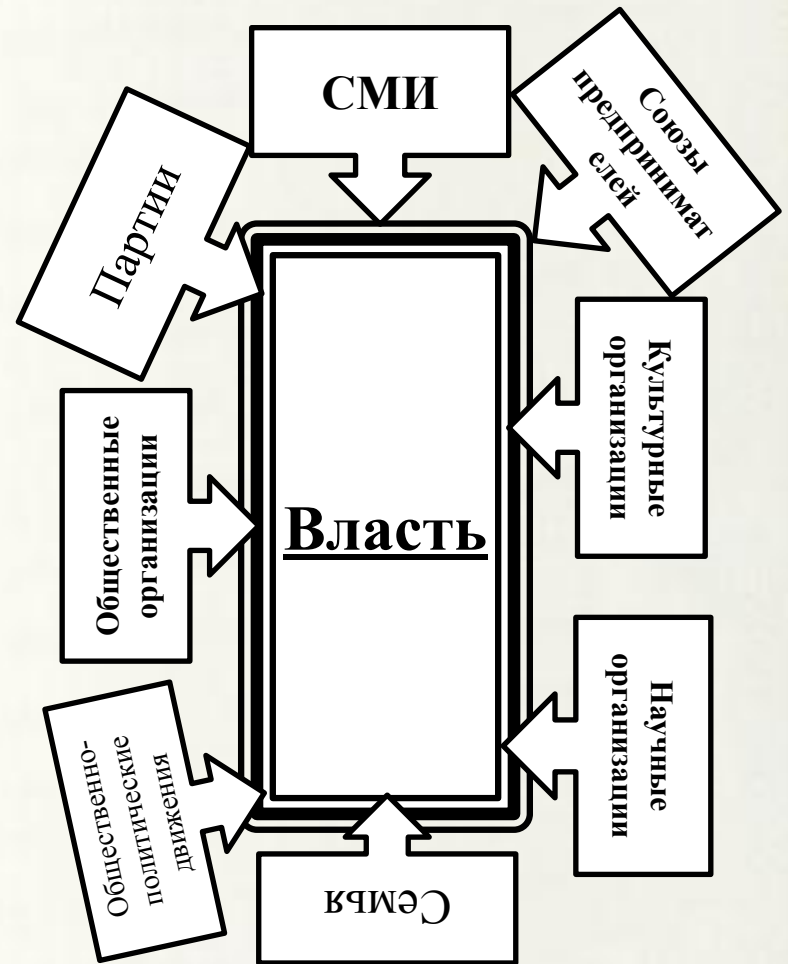 СМИ
Союзы
предпринимат
елей
Партии
Культурные
организации
Общественные
организации
Власть
Научные
организации
Общественно-
политические
движения
Семья